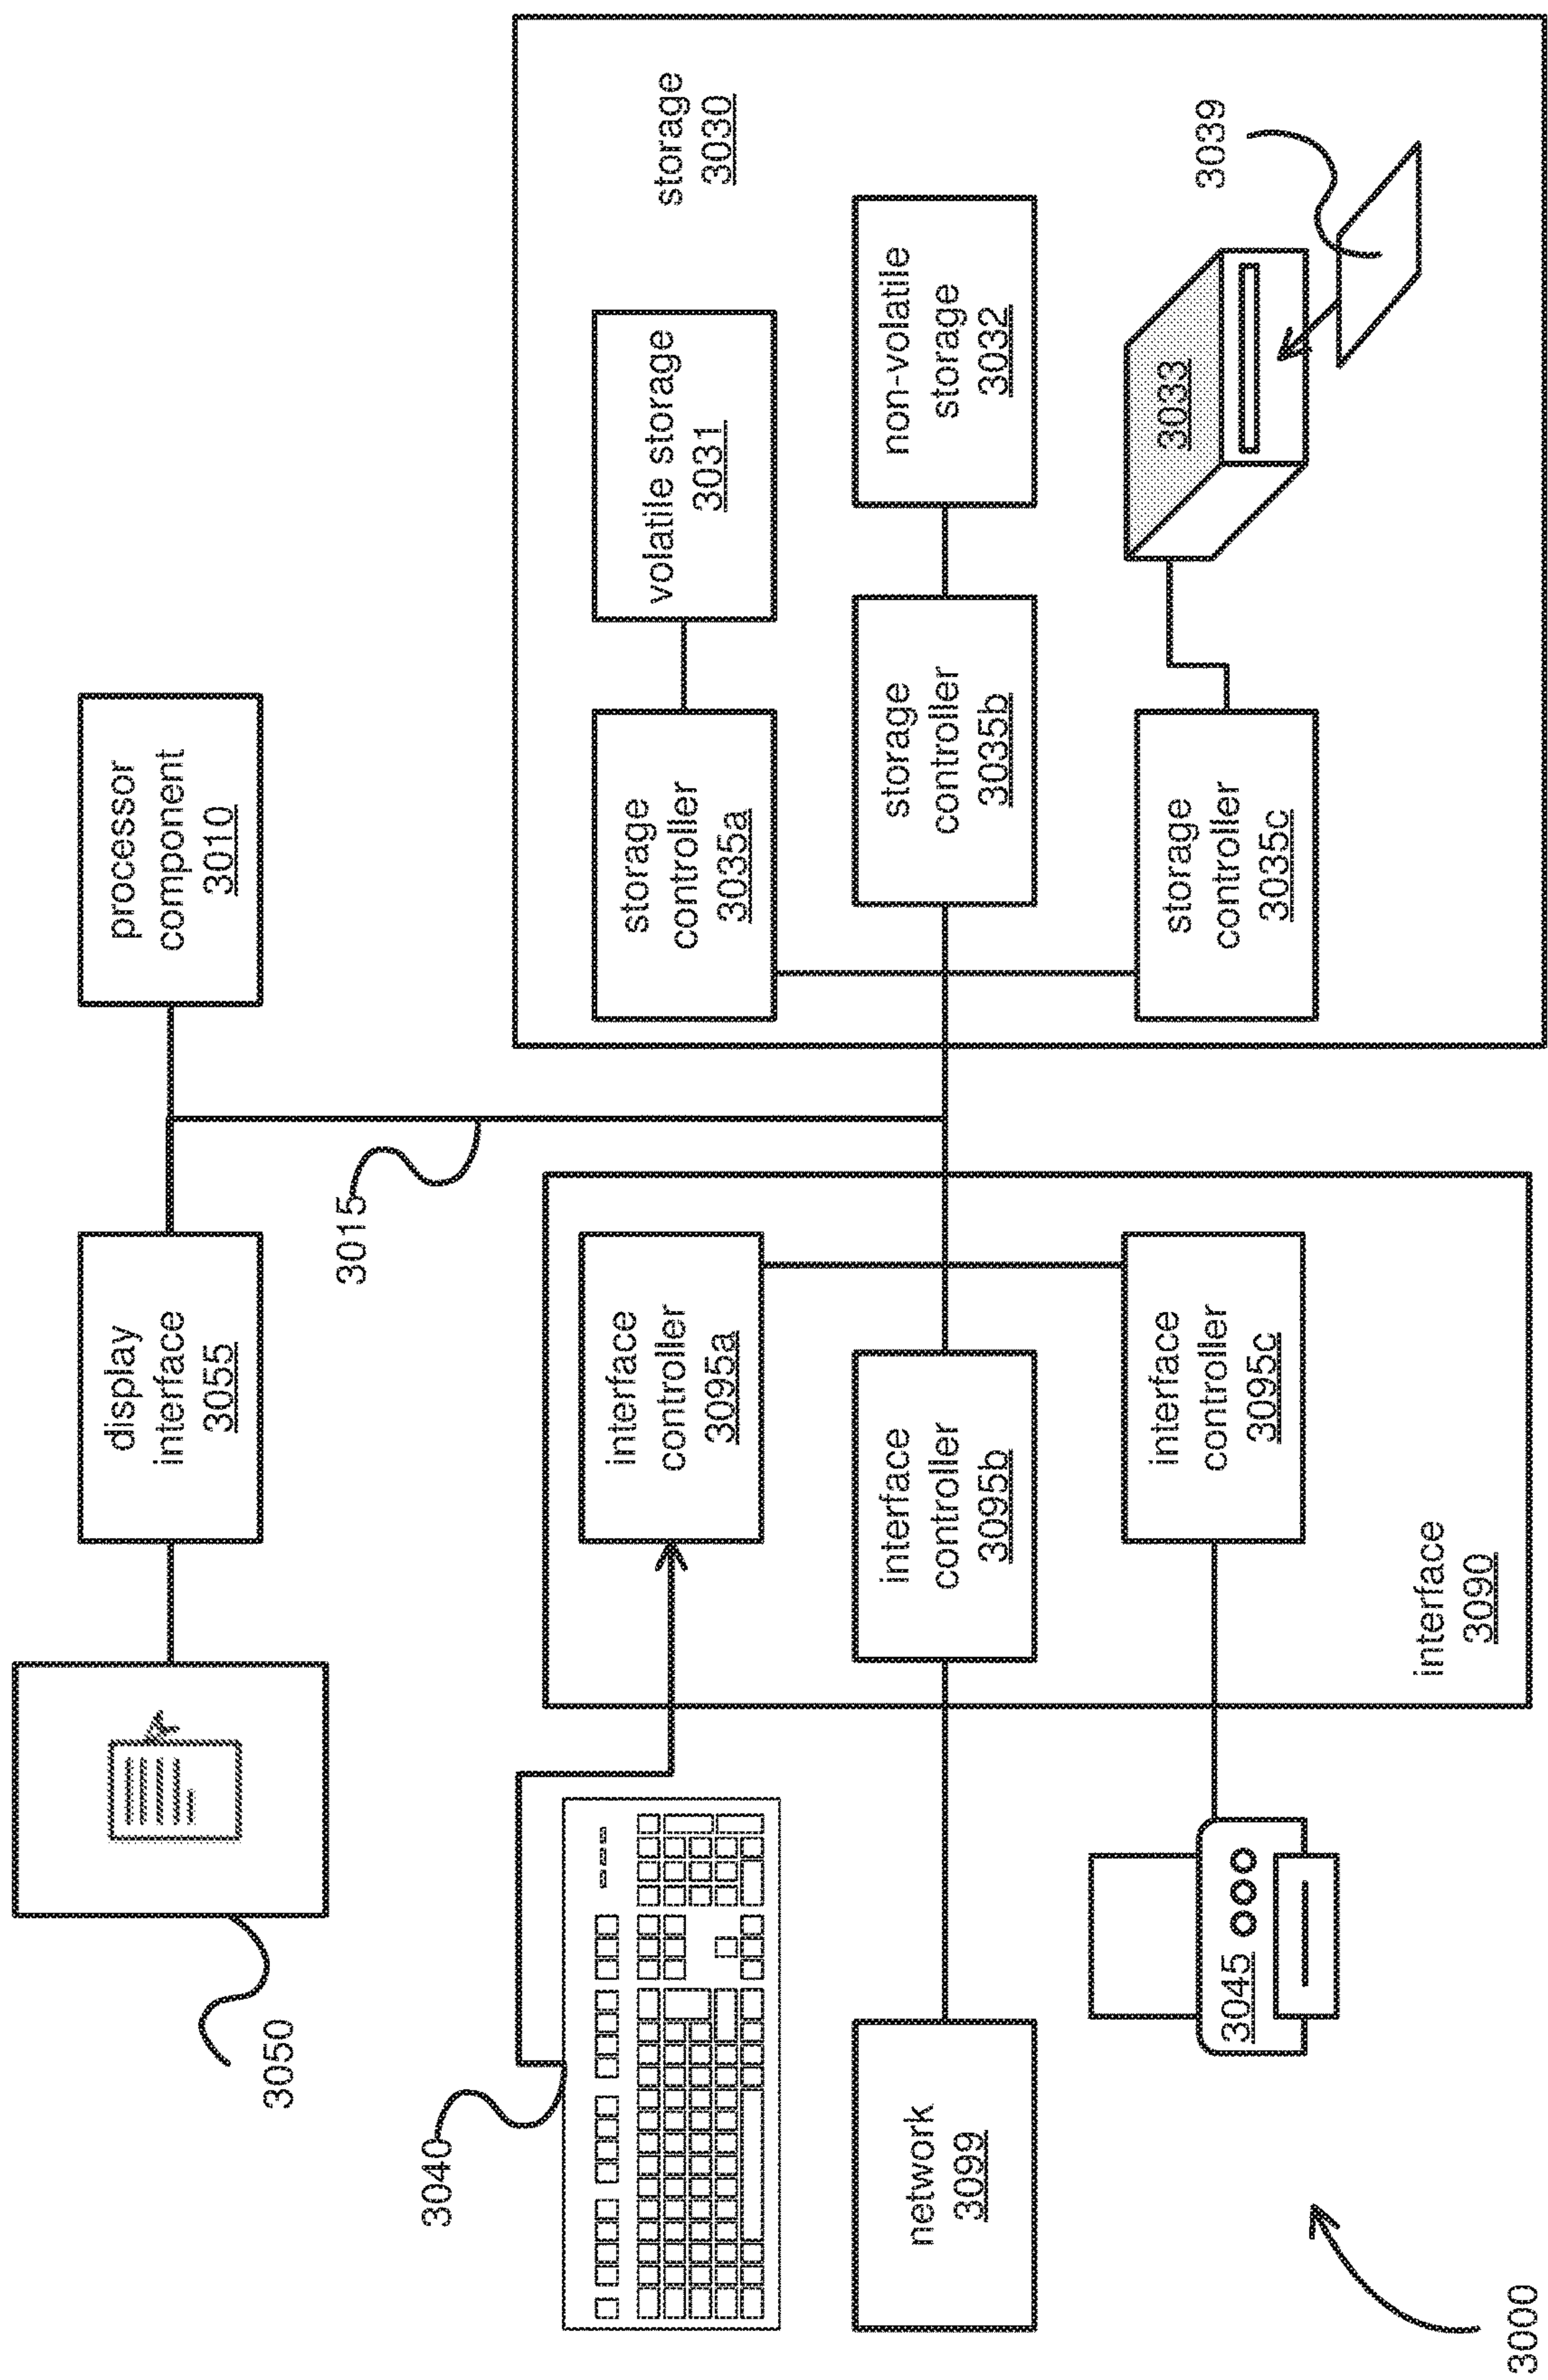 3000
3050
display
interface
3055
processor
component
3010
3015
3040
interface
controller
3095a
storage
controller
3035a
volatile storage
3031
storage
3030
network
3099
interface
controller
3095b
storage
controller
3035b
non-volatile
storage
3032
3045
interface
controller
3095c
storage
controller
3035c
3033
3039
interface
3090